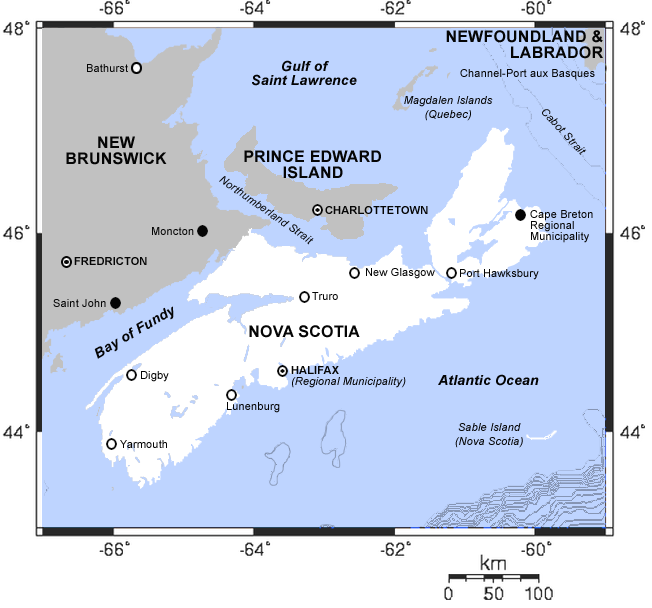 -66°
-64°
-62°
-60°
48°
48°
NEWFOUNDLAND &
LABRADOR
Channel-Port aux Basques
Bathurst
Gulf of
Saint Lawrence
Magdalen Islands
(Quebec)
Cabot Strait
NEW
BRUNSWICK
PRINCE EDWARD
ISLAND
Northumberland Strait
CHARLOTTETOWN
Cape Breton
Regional
Municipality
Moncton
46°
46°
FREDRICTON
New Glasgow
Port Hawksbury
Saint John
Truro
Bay of Fundy
NOVA SCOTIA
HALIFAX
(Regional Municipality)
Digby
Atlantic Ocean
Lunenburg
Sable Island
(Nova Scotia)
44°
44°
Yarmouth
-66°
-64°
-62°
-60°
km
0 50 100